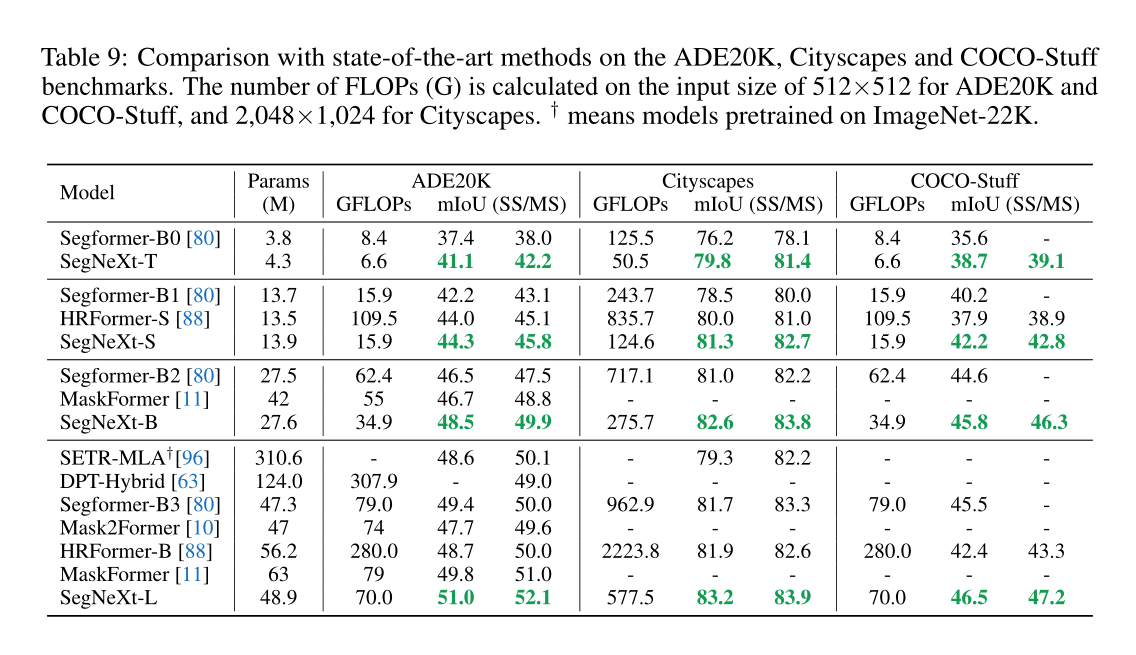 Table 9: Comparison with state-of-the-art methods on the ADE20K, Cityscapes and COCO-Stuff
benchmarks. The number of FLOPs (G) is calculated on the input size of 512×512 for ADE20K and
COCO-Stuff, and 2,048×1,024 for Cityscapes. † means models pretrained on ImageNet-22K.
Model Params (M) ADE20K Cityscapes COCO-Stuff
GFLOPs mIoU (SS/MS) GFLOPs mIoU (SS/MS) GFLOPs mIoU (SS/MS)
Segformer-B0 [80] 3.8 8.4 37.4 38.0 125.5 76.2 78.1 8.4 35.6 -
SegNeXt-T 4.3 6.6 41.1 42.2 50.5 79.8 81.4 6.6 38.7 39.1
Segformer-B1 [80] 13.7 15.9 42.2 43.1 243.7 78.5 80.0 15.9 40.2 -
HRFormer-S [88] 13.5 109.5 44.0 45.1 835.7 80.0 81.0 109.5 37.9 38.9
SegNeXt-S 13.9 15.9 44.3 45.8 124.6 81.3 82.7 15.9 42.2 42.8
Segformer-B2 [80] 27.5 62.4 46.5 47.5 717.1 81.0 82.2 62.4 44.6 -
MaskFormer [11] 42 55 46.7 48.8 - - - - - -
SegNeXt-B 27.6 34.9 48.5 49.9 275.7 82.6 83.8 34.9 45.8 46.3
SETR-MLA†[96] 310.6 - 48.6 50.1 - 79.3 82.2 - - -
DPT-Hybrid [63] 124.0 307.9 - 49.0 - - - - - -
Segformer-B3 [80] 47.3 79.0 49.4 50.0 962.9 81.7 83.3 79.0 45.5 -
Mask2Former [10] 47 74 47.7 49.6 - - - - - -
HRFormer-B [88] 56.2 280.0 48.7 50.0 2223.8 81.9 82.6 280.0 42.4 43.3
MaskFormer [11] 63 79 49.8 51.0 - - - - - -
SegNeXt-L 48.9 70.0 51.0 52.1 577.5 83.2 83.9 70.0 46.5 47.2